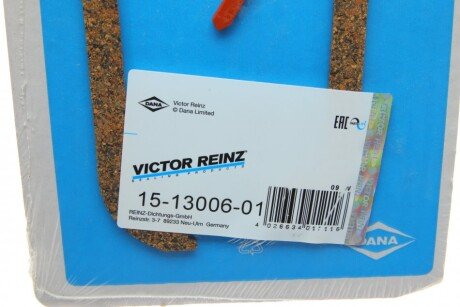 DANA
Victor Reinz
© Dana Limited
EAC
VICTOR REINZ®
15-13006-01
REINZ-Dichtungs-GmbH
Reinzstr. 3-7 89233 Neu-Ulm Germany
09
DANA